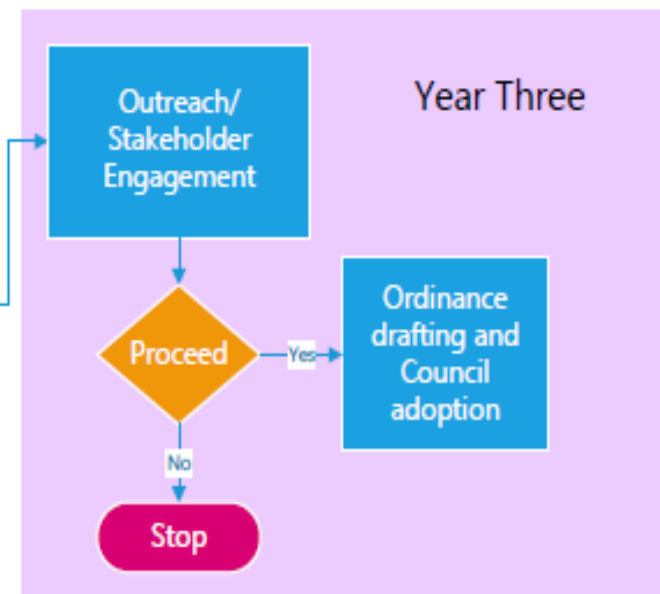 Year Three
Outreach/
Stakeholder
Engagement
Proceed
Yes
Ordinance
drafting and
Council
adoption
No
Stop